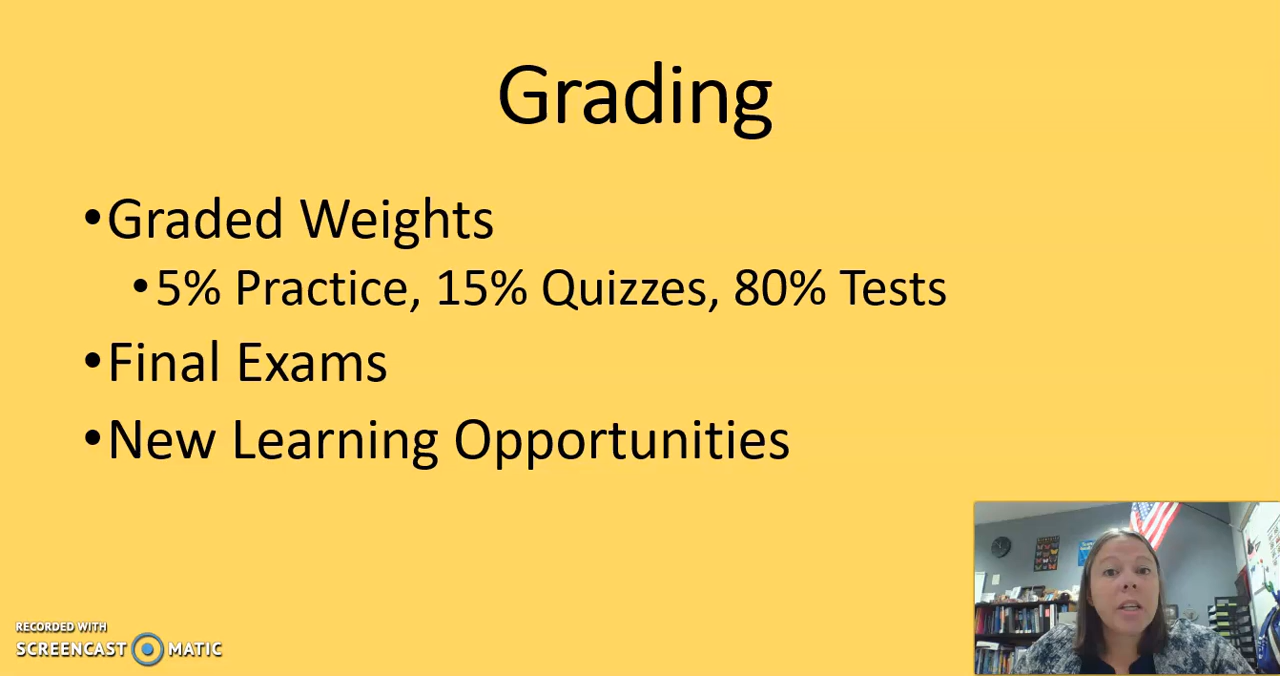 Grading
•Graded Weights
•5% Practice, 15% Quizzes, 80% Tests
•Final Exams
•New Learning Opportunities
RECORDED WITH
SCREENCAST MATIC